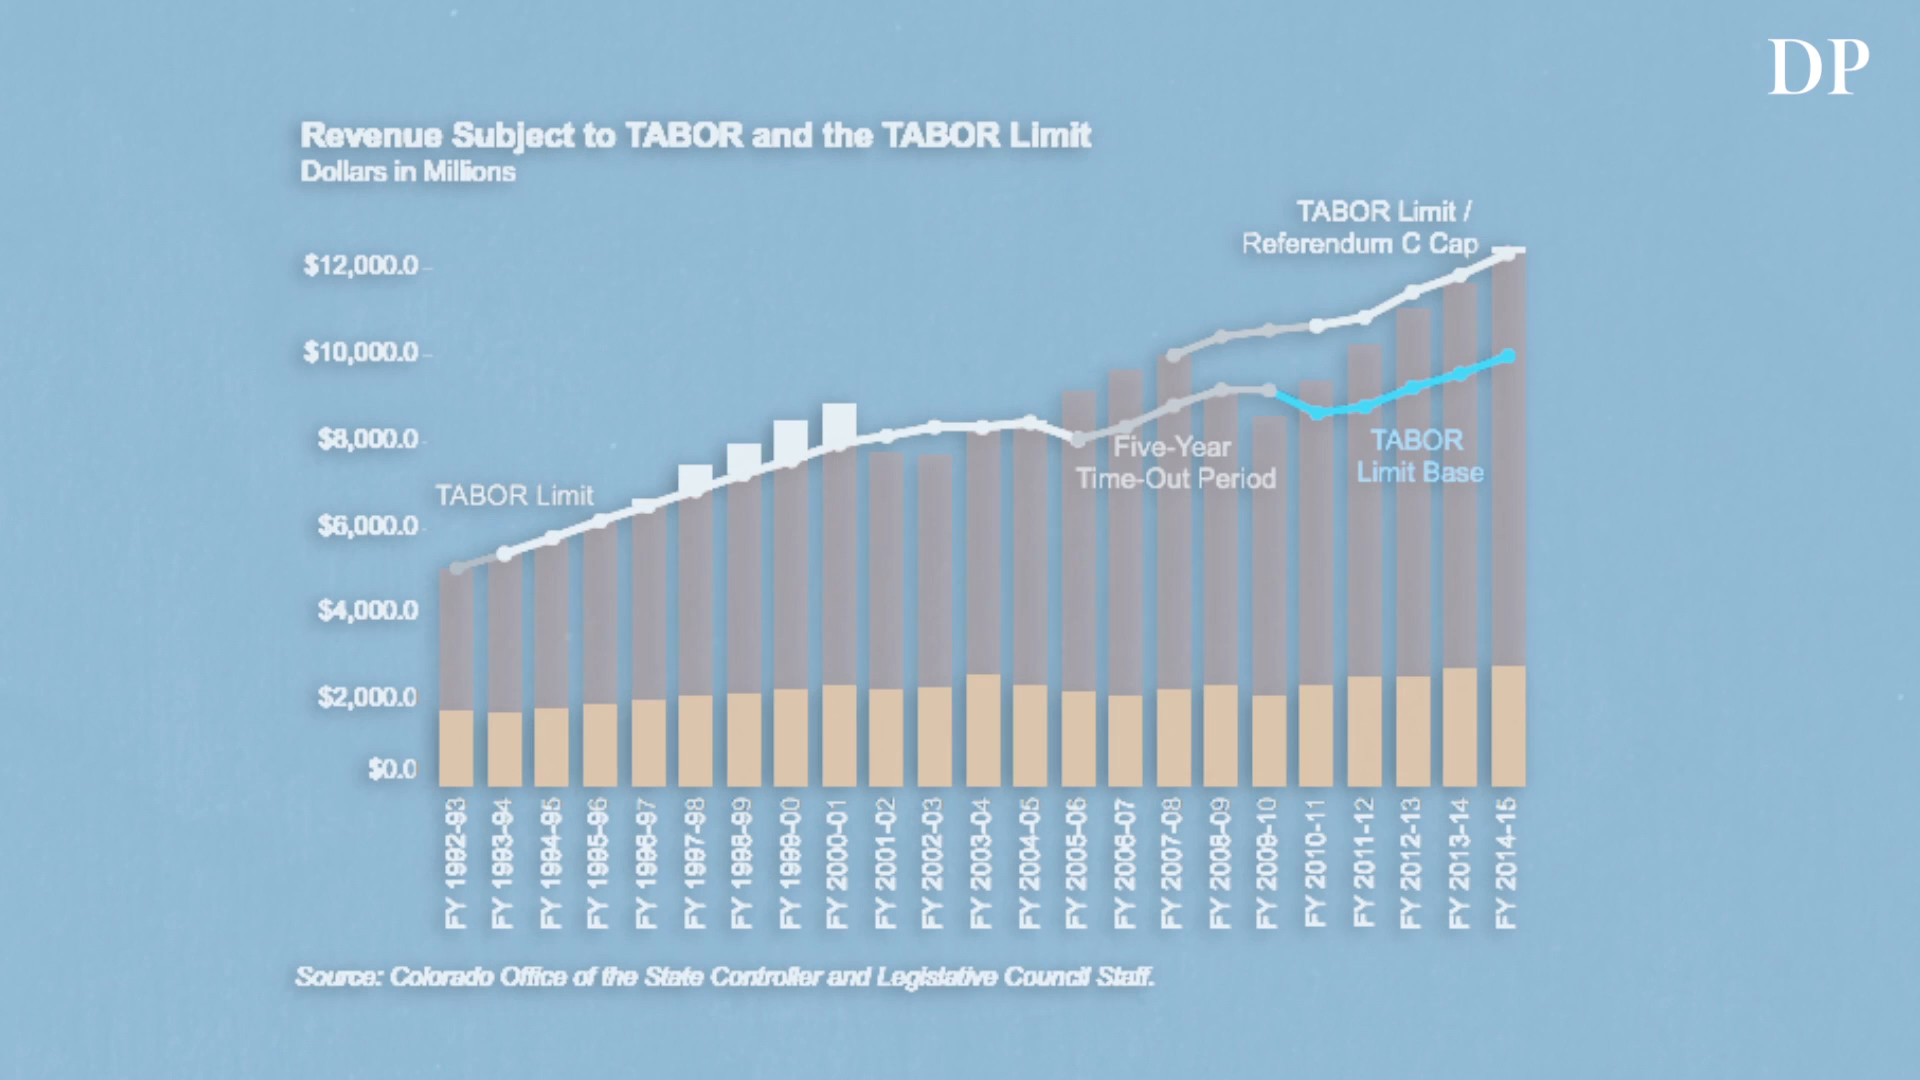 DP
Revenue Subject to TABOR and the TABOR Limit
Dollars in Millions
TABOR Limit /
Referendum C Cap
$12,000.0
$10,000.0
$8,000.0
$6,000.0
$4,000.0
$2,000.0
$0.0
TABOR Limit
Five-Year
Time-Out Period
TABOR
Limit Base
FY 1992-93
FY 1993-94
FY 1994-95
FY 1995-96
FY 1996-97
FY 1997-98
FY 1998-99
FY 1999-00
FY 2000-01
FY 2001-02
FY 2002-03
FY 2003-04
FY 2004-05
FY 2005-06
FY 2006-07
FY 2007-08
FY 2008-09
FY 2009-10
FY 2010-11
FY 2011-12
FY 2012-13
FY 2013-14
FY 2014-15
Source: Colorado Office of the State Controller and Legislative Council Staff.